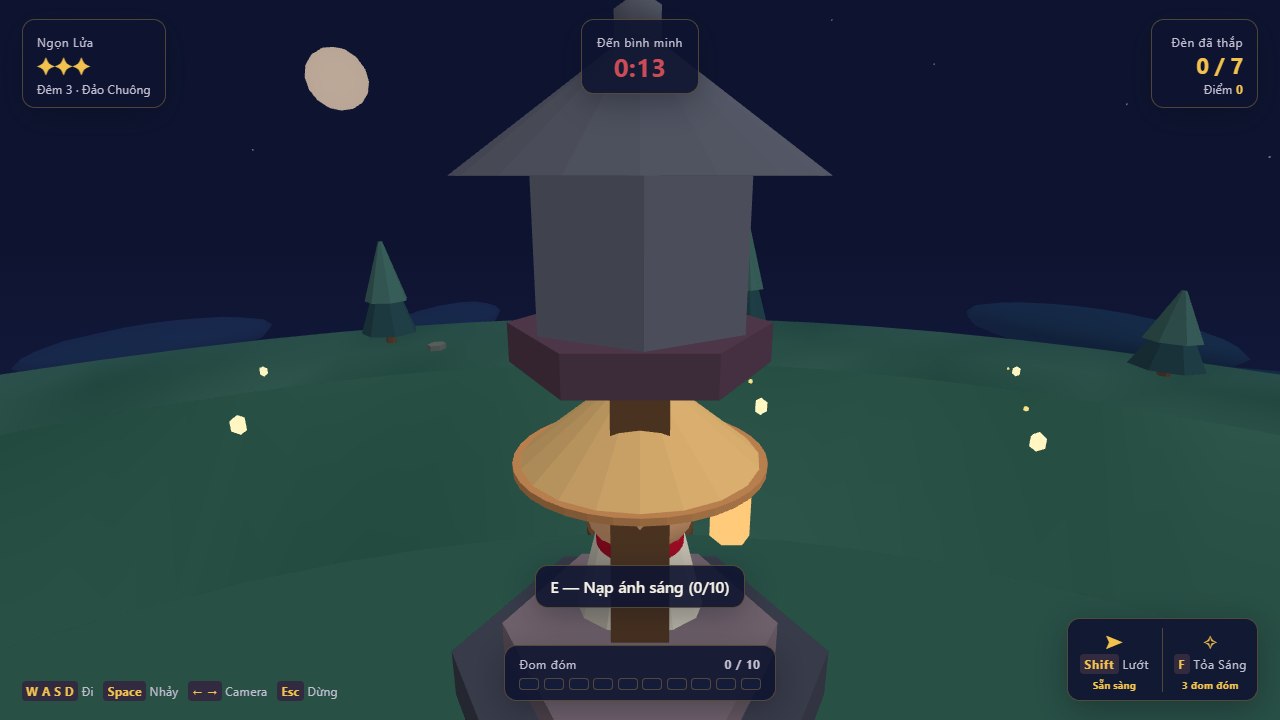 Ngọn Lửa
Đêm 3 · Đảo Chuông
Đến bình minh
0:13
Đèn đã thắp
0 / 7
Điểm 0
E — Nạp ánh sáng (0/10)
Đom đóm 0 / 10
W A S D Đi Space Nhảy ← → Camera Esc Dừng
Shift Lướt
Sẵn sàng
F Tỏa Sáng
3 đom đóm